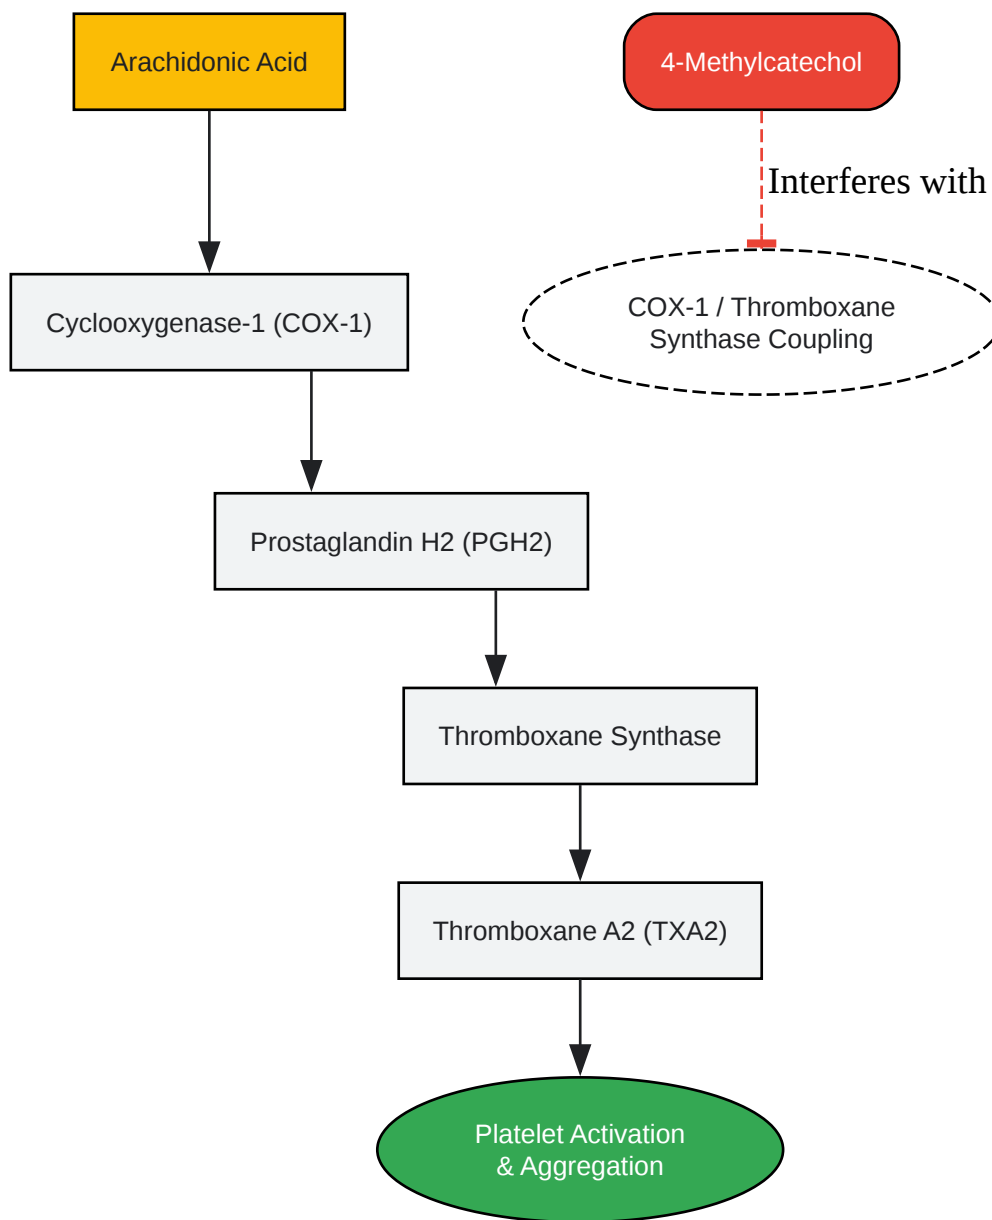 Arachidonic Acid
4-Methylcatechol
Interferes with
Cyclooxygenase-1 (COX-1)
COX-1 / Thromboxane
Synthase Coupling
Prostaglandin H2 (PGH2)
Thromboxane Synthase
Thromboxane A2 (TXA2)
Platelet Activation
& Aggregation